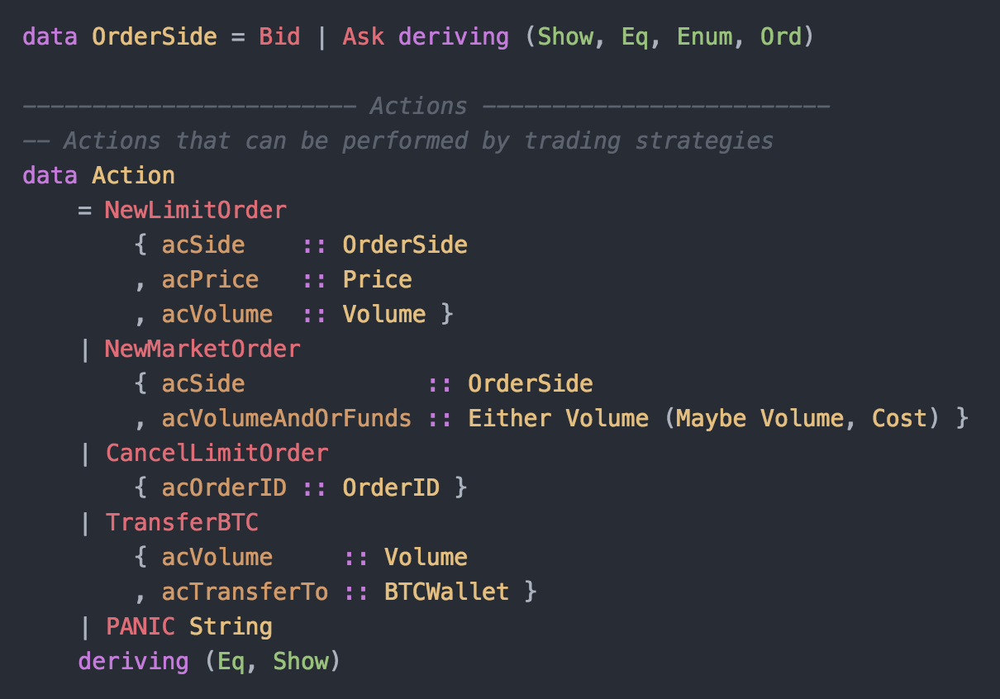 data OrderSide = Bid | Ask deriving (Show, Eq, Enum, Ord)
------------------------ Actions -------------------------
-- Actions that can be performed by trading strategies
data Action
    = NewLimitOrder
        { acSide    :: OrderSide
        , acPrice   :: Price
        , acVolume  :: Volume }
    | NewMarketOrder
        { acSide             :: OrderSide
        , acVolumeAndOrFunds :: Either Volume (Maybe Volume, Cost) }
    | CancelLimitOrder
        { acOrderID :: OrderID }
    | TransferBTC
        { acVolume     :: Volume
        , acTransferTo :: BTCWallet }
    | PANIC String
    deriving (Eq, Show)